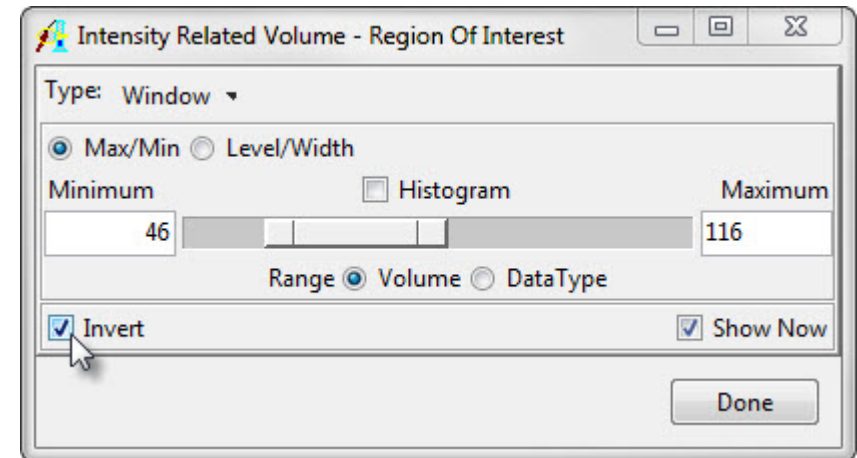 Intensity Related Volume - Region Of Interest
Type: Window
Max/Min Level/Width
Minimum Histogram Maximum
46 116
Range Volume DataType
Invert Show Now
Done